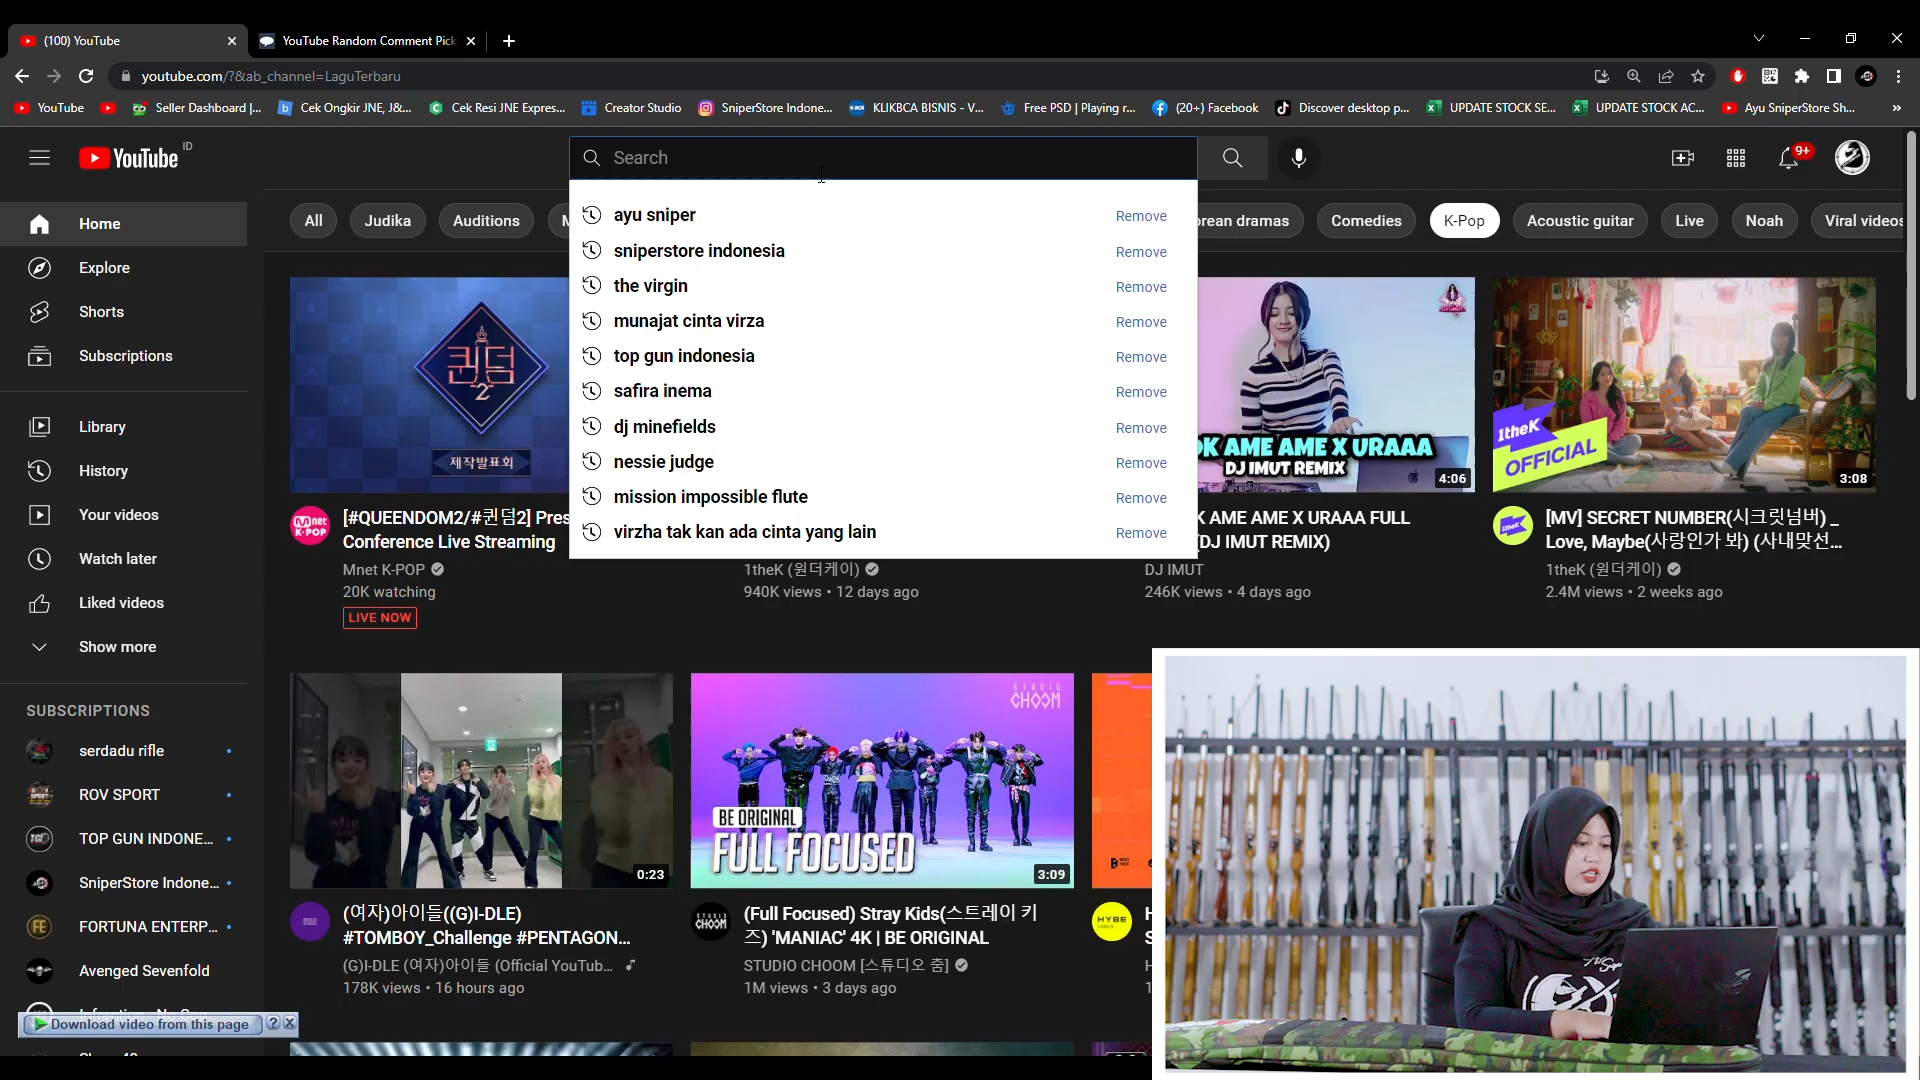 (100) YouTube
YouTube Random Comment Pick
youtube.com/?&ab_channel=LaguTerbaru
YouTube
Seller Dashboard |...
Cek Ongkir JNE, J&...
Cek Resi JNE Expres...
Creator Studio
SniperStore Indone...
KLIKBCA BISNIS - V...
Free PSD | Playing r...
(20+) Facebook
Discover desktop p...
UPDATE STOCK SE...
UPDATE STOCK AC...
Ayu SniperStore Sh...
YouTube ID
Search
9+
ayu sniper Remove
sniperstore indonesia Remove
the virgin Remove
munajat cinta virza Remove
top gun indonesia Remove
safira inema Remove
dj minefields Remove
nessie judge Remove
mission impossible flute Remove
virzha tak kan ada cinta yang lain Remove
Home
Explore
Shorts
Subscriptions
Library
History
Your videos
Watch later
Liked videos
Show more
SUBSCRIPTIONS
serdadu rifle
ROV SPORT
TOP GUN INDONE...
SniperStore Indone...
FORTUNA ENTERP...
Avenged Sevenfold
Download video from this page
All
Judika
Auditions
rean dramas
Comedies
K-Pop
Acoustic guitar
Live
Noah
Viral videos
퀸덤
2
제작발표회
[#QUEENDOM2/#퀸덤2] Pres
Conference Live Streaming
Mnet K-POP
20K watching
LIVE NOW
1theK (원더케이)
940K views • 12 days ago
K AME AME X URAAA
DJ IMUT REMIX
4:06
K AME AME X URAAA FULL
(DJ IMUT REMIX)
DJ IMUT
246K views • 4 days ago
1theK
OFFICIAL
3:08
[MV] SECRET NUMBER(시크릿넘버) _
Love, Maybe(사랑인가 봐) (사내맞선...
1theK (원더케이)
2.4M views • 2 weeks ago
0:23
(여자)아이들((G)I-DLE)
#TOMBOY_Challenge #PENTAGON...
(G)I-DLE (여자)아이들 (Official YouTub...
178K views • 16 hours ago
STUDIO
CHOOM
BE ORIGINAL
FULL FOCUSED
3:09
(Full Focused) Stray Kids(스트레이 키
즈) 'MANIAC' 4K | BE ORIGINAL
STUDIO CHOOM [스튜디오 춤]
1M views • 3 days ago
HYBE